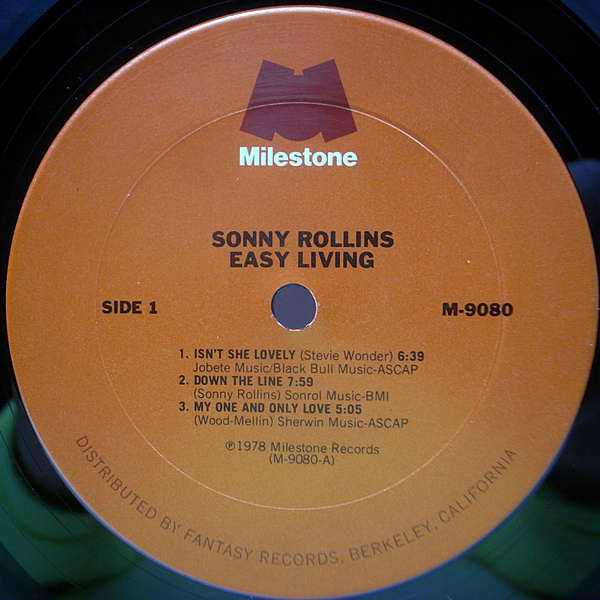 Milestone
SONNY ROLLINS
EASY LIVING
SIDE 1
M-9080
1. ISN'T SHE LOVELY (Stevie Wonder) 6:39
Jobete Music/Black Bull Music-ASCAP
2. DOWN THE LINE 7:59
(Sonny Rollins) Sonrol Music-BMI
3. MY ONE AND ONLY LOVE 5:05
(Wood-Mellin) Sherwin Music-ASCAP
℗1978 Milestone Records
(M-9080-A)
DISTRIBUTED BY FANTASY RECORDS, BERKELEY, CALIFORNIA